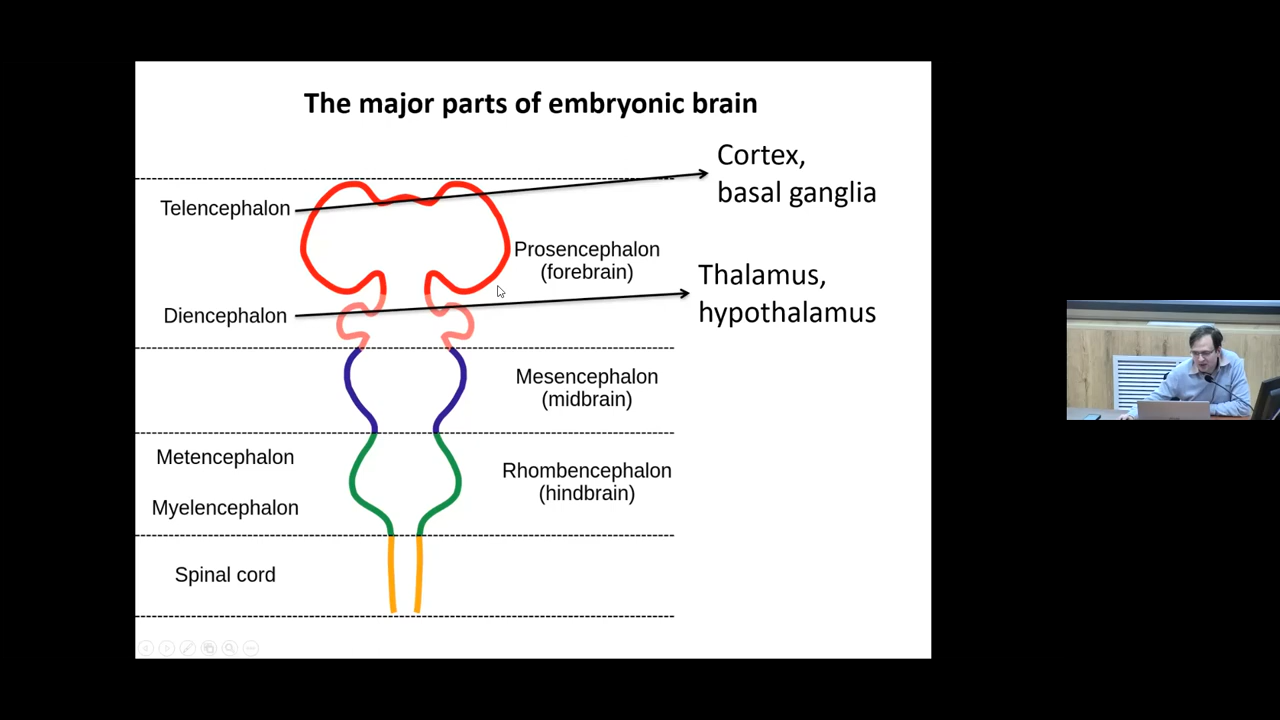 The major parts of embryonic brain
Cortex,
basal ganglia
Telencephalon
Prosencephalon
(forebrain)
Thalamus,
hypothalamus
Diencephalon
Mesencephalon
(midbrain)
Metencephalon
Rhombencephalon
(hindbrain)
Myelencephalon
Spinal cord